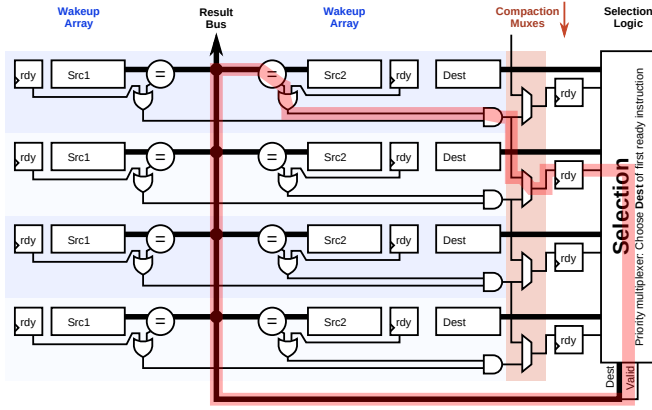 Wakeup
Array
Result
Bus
Wakeup
Array
Compaction
Muxes
Selection
Logic
rdy
Src1
=
=
Src2
rdy
Dest
rdy
rdy
Src1
=
=
Src2
rdy
Dest
rdy
rdy
Src1
=
=
Src2
rdy
Dest
rdy
rdy
Src1
=
=
Src2
rdy
Dest
rdy
Selection
Priority multiplexer: Choose Dest of first ready instruction
Dest
Valid